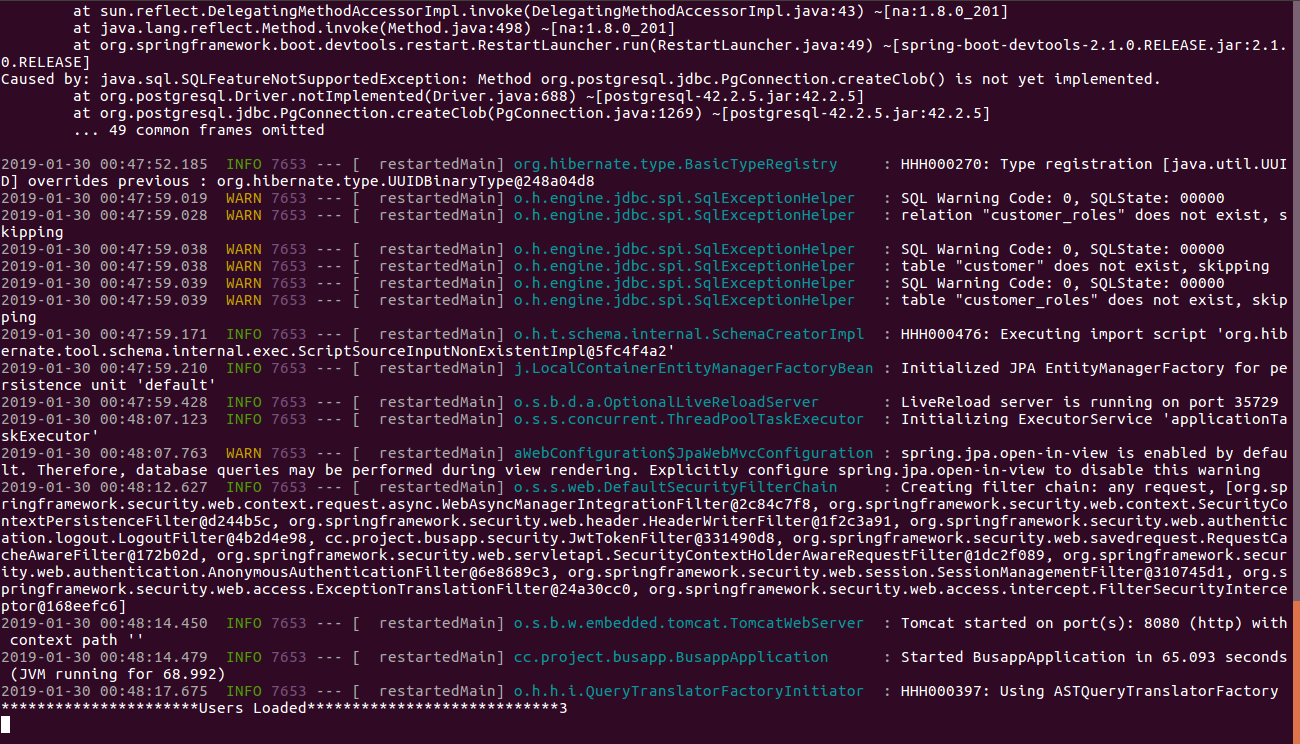 at sun.reflect.DelegatingMethodAccessorImpl.invoke(DelegatingMethodAccessorImpl.java:43) ~[na:1.8.0_201]
at java.lang.reflect.Method.invoke(Method.java:498) ~[na:1.8.0_201]
at org.springframework.boot.devtools.restart.RestartLauncher.run(RestartLauncher.java:49) ~[spring-boot-devtools-2.1.0.RELEASE.jar:2.1.
0.RELEASE]
Caused by: java.sql.SQLFeatureNotSupportedException: Method org.postgresql.jdbc.PgConnection.createClob() is not yet implemented.
at org.postgresql.Driver.notImplemented(Driver.java:688) ~[postgresql-42.2.5.jar:42.2.5]
at org.postgresql.jdbc.PgConnection.createClob(PgConnection.java:1269) ~[postgresql-42.2.5.jar:42.2.5]
... 49 common frames omitted
2019-01-30 00:47:52.185  INFO 7653 --- [  restartedMain] org.hibernate.type.BasicTypeRegistry     : HHH000270: Type registration [java.util.UUI
D] overrides previous : org.hibernate.type.UUIDBinaryType@248a04d8
2019-01-30 00:47:59.019  WARN 7653 --- [  restartedMain] o.h.engine.jdbc.spi.SqlExceptionHelper   : SQL Warning Code: 0, SQLState: 00000
2019-01-30 00:47:59.028  WARN 7653 --- [  restartedMain] o.h.engine.jdbc.spi.SqlExceptionHelper   : relation "customer_roles" does not exist, s
kipping
2019-01-30 00:47:59.038  WARN 7653 --- [  restartedMain] o.h.engine.jdbc.spi.SqlExceptionHelper   : SQL Warning Code: 0, SQLState: 00000
2019-01-30 00:47:59.038  WARN 7653 --- [  restartedMain] o.h.engine.jdbc.spi.SqlExceptionHelper   : table "customer" does not exist, skipping
2019-01-30 00:47:59.039  WARN 7653 --- [  restartedMain] o.h.engine.jdbc.spi.SqlExceptionHelper   : SQL Warning Code: 0, SQLState: 00000
2019-01-30 00:47:59.039  WARN 7653 --- [  restartedMain] o.h.engine.jdbc.spi.SqlExceptionHelper   : table "customer_roles" does not exist, skip
ping
2019-01-30 00:47:59.171  INFO 7653 --- [  restartedMain] o.h.t.schema.internal.SchemaCreatorImpl  : HHH000476: Executing import script 'org.hib
ernate.tool.schema.internal.exec.ScriptSourceInputNonExistentImpl@5fc4f4a2'
2019-01-30 00:47:59.210  INFO 7653 --- [  restartedMain] j.LocalContainerEntityManagerFactoryBean : Initialized JPA EntityManagerFactory for pe
rsistence unit 'default'
2019-01-30 00:47:59.428  INFO 7653 --- [  restartedMain] o.s.b.d.a.OptionalLiveReloadServer       : LiveReload server is running on port 35729
2019-01-30 00:48:07.123  INFO 7653 --- [  restartedMain] o.s.s.concurrent.ThreadPoolTaskExecutor  : Initializing ExecutorService 'applicationTa
skExecutor'
2019-01-30 00:48:07.763  WARN 7653 --- [  restartedMain] aWebConfiguration$JpaWebMvcConfiguration : spring.jpa.open-in-view is enabled by defau
lt. Therefore, database queries may be performed during view rendering. Explicitly configure spring.jpa.open-in-view to disable this warning
2019-01-30 00:48:12.627  INFO 7653 --- [  restartedMain] o.s.s.web.DefaultSecurityFilterChain     : Creating filter chain: any request, [org.sp
ringframework.security.web.context.request.async.WebAsyncManagerIntegrationFilter@2c84c7f8, org.springframework.security.web.context.SecurityCo
ntextPersistenceFilter@d244b5c, org.springframework.security.web.header.HeaderWriterFilter@1f2c3a91, org.springframework.security.web.authentic
ation.logout.LogoutFilter@4b2d4e98, cc.project.busapp.security.JwtTokenFilter@331490d8, org.springframework.security.web.savedrequest.RequestCa
cheAwareFilter@172b02d, org.springframework.security.web.servletapi.SecurityContextHolderAwareRequestFilter@1dc2f089, org.springframework.secur
ity.web.authentication.AnonymousAuthenticationFilter@6e8689c3, org.springframework.security.web.session.SessionManagementFilter@310745d1, org.s
pringframework.security.web.access.ExceptionTranslationFilter@24a30cc0, org.springframework.security.web.access.intercept.FilterSecurityInterce
ptor@168eefc6]
2019-01-30 00:48:14.450  INFO 7653 --- [  restartedMain] o.s.b.w.embedded.tomcat.TomcatWebServer  : Tomcat started on port(s): 8080 (http) with
context path ''
2019-01-30 00:48:14.479  INFO 7653 --- [  restartedMain] cc.project.busapp.BusappApplication      : Started BusappApplication in 65.093 seconds
(JVM running for 68.992)
2019-01-30 00:48:17.675  INFO 7653 --- [  restartedMain] o.h.h.i.QueryTranslatorFactoryInitiator  : HHH000397: Using ASTQueryTranslatorFactory
**********************Users Loaded****************************3